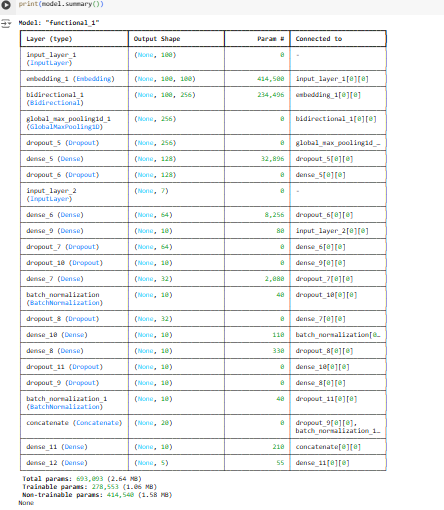 print(model.summary())
Model: "functional_1"
Layer (type) Output Shape Param # Connected to
input_layer_1 (None, 100) 0 -
(InputLayer)
embedding_1 (Embedding) (None, 100, 100) 414,500 input_layer_1[0][0]
bidirectional_1 (None, 100, 256) 234,496 embedding_1[0][0]
(Bidirectional)
global_max_pooling1d_1 (None, 256) 0 bidirectional_1[0][0]
(GlobalMaxPooling1D)
dropout_5 (Dropout) (None, 256) 0 global_max_pooling1d_…
dense_5 (Dense) (None, 128) 32,896 dropout_5[0][0]
dropout_6 (Dropout) (None, 128) 0 dense_5[0][0]
input_layer_2 (None, 7) 0 -
(InputLayer)
dense_6 (Dense) (None, 64) 8,256 dropout_6[0][0]
dense_9 (Dense) (None, 10) 80 input_layer_2[0][0]
dropout_7 (Dropout) (None, 64) 0 dense_6[0][0]
dropout_10 (Dropout) (None, 10) 0 dense_9[0][0]
dense_7 (Dense) (None, 32) 2,080 dropout_7[0][0]
batch_normalization (None, 10) 40 dropout_10[0][0]
(BatchNormalization)
dropout_8 (Dropout) (None, 32) 0 dense_7[0][0]
dense_10 (Dense) (None, 10) 110 batch_normalization[0…
dense_8 (Dense) (None, 10) 330 dropout_8[0][0]
dropout_11 (Dropout) (None, 10) 0 dense_10[0][0]
dropout_9 (Dropout) (None, 10) 0 dense_8[0][0]
batch_normalization_1 (None, 10) 40 dropout_11[0][0]
(BatchNormalization)
concatenate (Concatenate) (None, 20) 0 dropout_9[0][0],
batch_normalization_1…
dense_11 (Dense) (None, 10) 210 concatenate[0][0]
dense_12 (Dense) (None, 5) 55 dense_11[0][0]
Total params: 693,093 (2.64 MB)
Trainable params: 278,553 (1.06 MB)
Non-trainable params: 414,540 (1.58 MB)
None